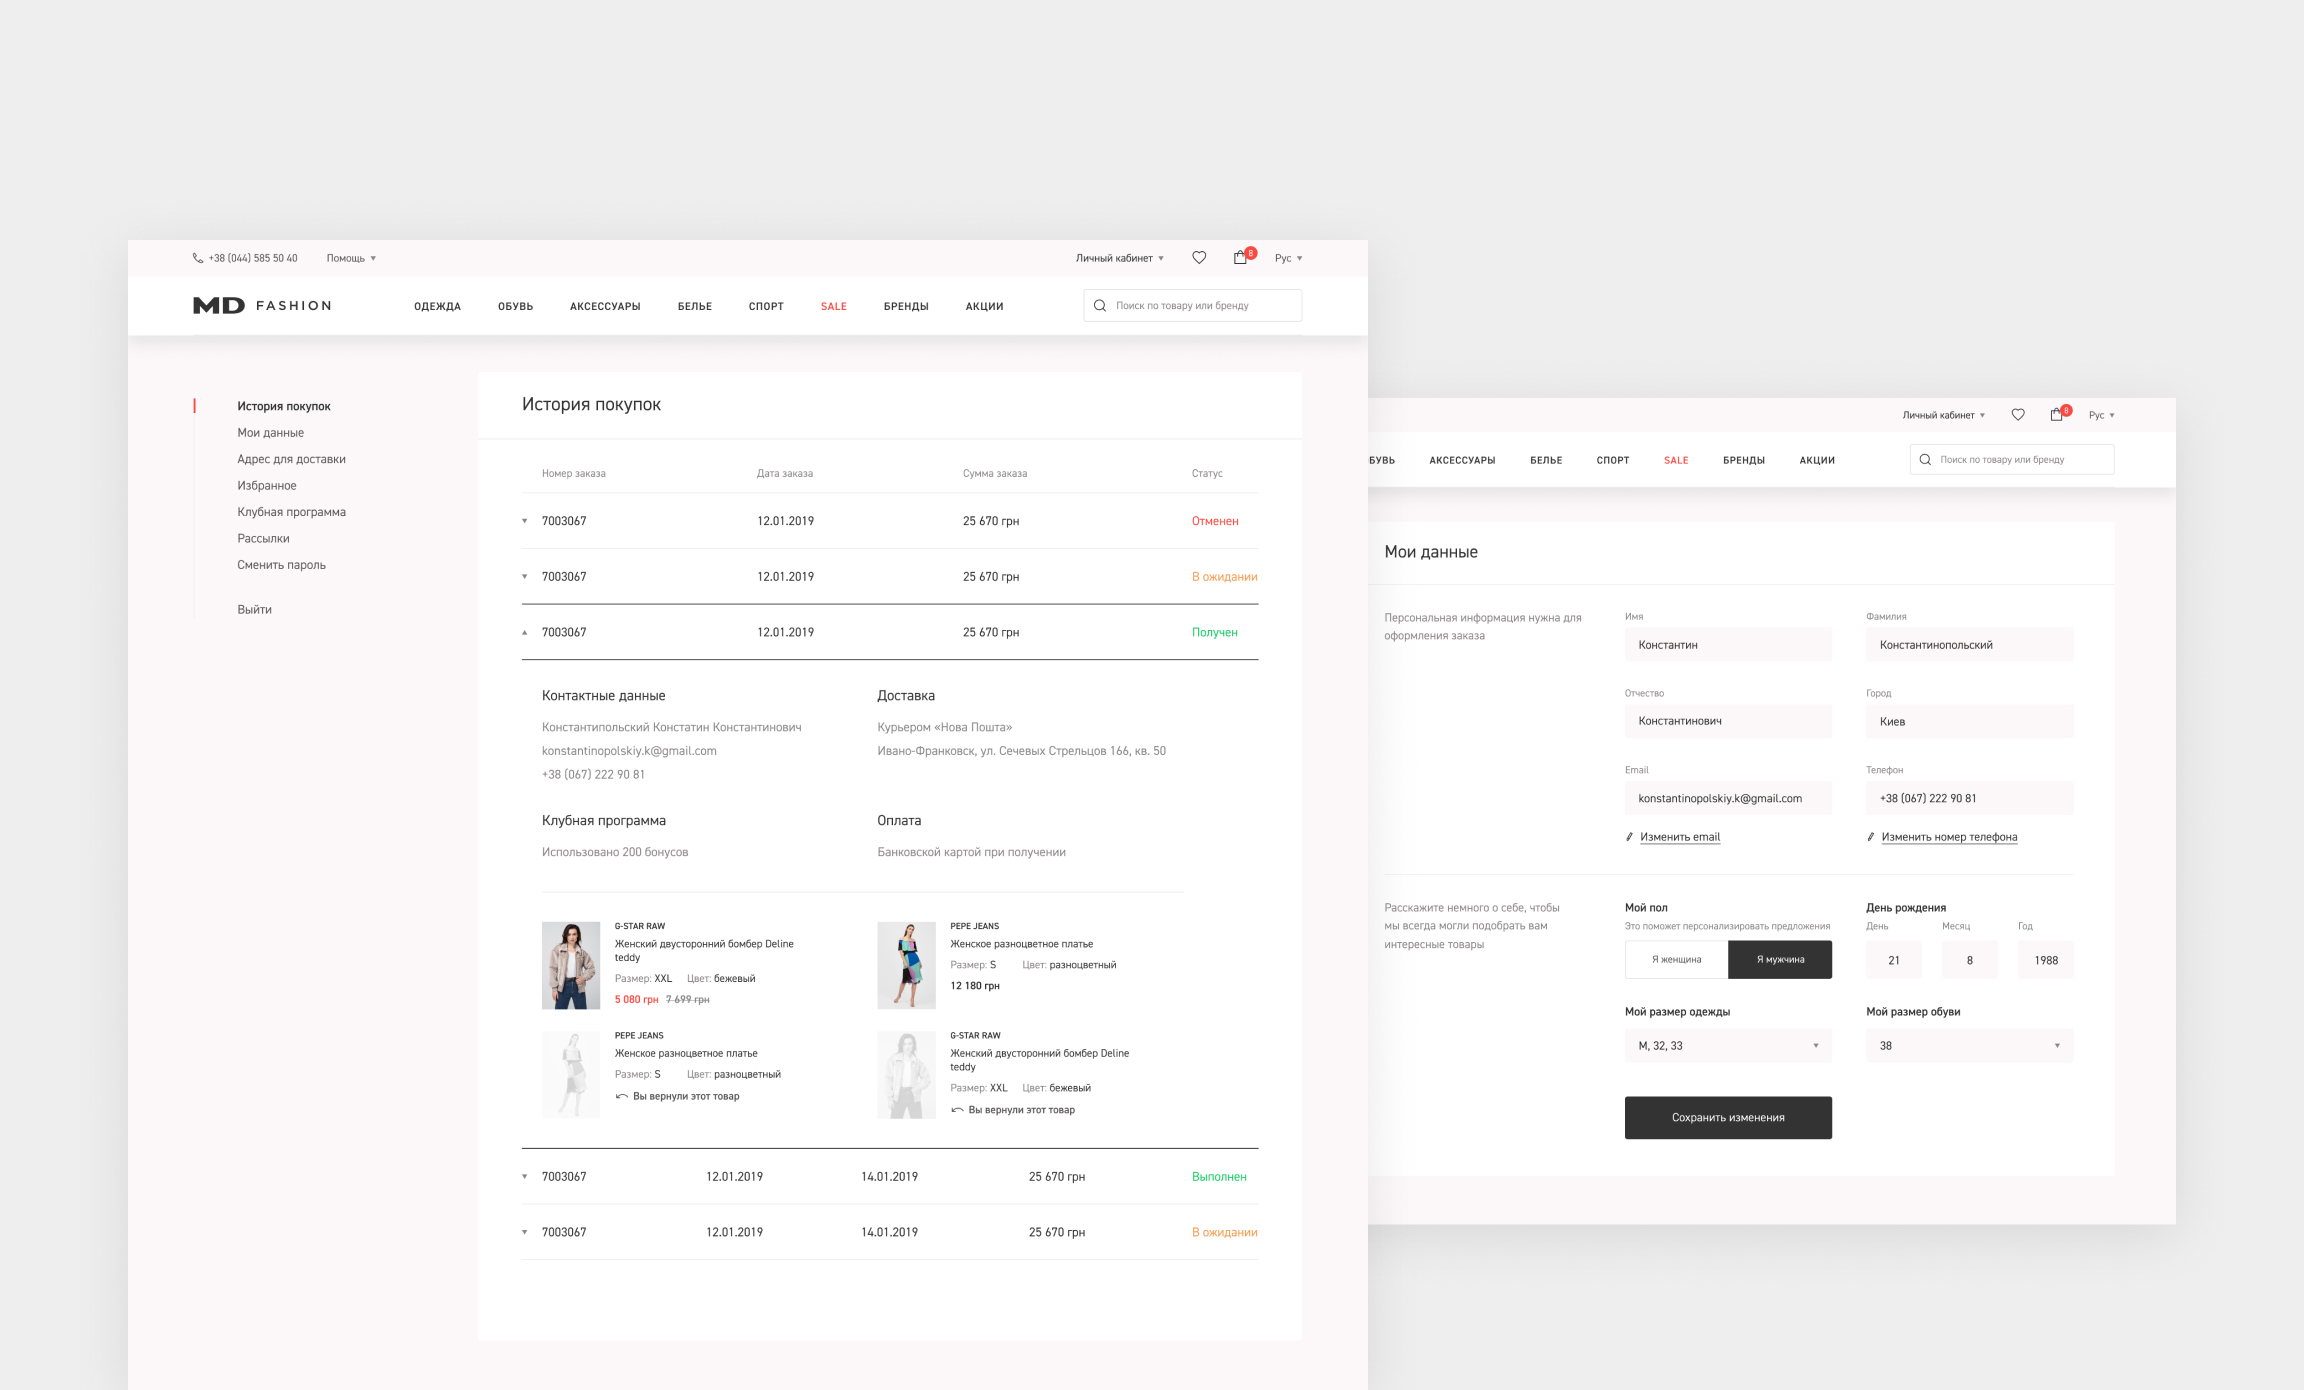 +38 (044) 585 50 40
Помощь
Личный кабинет
8
Рус
MD FASHION
ОДЕЖДА
ОБУВЬ
АКСЕССУАРЫ
БЕЛЬЕ
СПОРТ
SALE
БРЕНДЫ
АКЦИИ
Поиск по товару или бренду
История покупок
Мои данные
Адрес для доставки
Избранное
Клубная программа
Рассылки
Сменить пароль
Выйти
История покупок
Номер заказа Дата заказа Сумма заказа Статус
7003067 12.01.2019 25 670 грн Отменен
7003067 12.01.2019 25 670 грн В ожидании
7003067 12.01.2019 25 670 грн Получен
Контактные данные
Константипольский Констатин Константинович
konstantinopolskiy.k@gmail.com
+38 (067) 222 90 81
Доставка
Курьером «Нова Пошта»
Ивано-Франковск, ул. Сечевых Стрельцов 166, кв. 50
Клубная программа
Использовано 200 бонусов
Оплата
Банковской картой при получении
G-STAR RAW
Женский двусторонний бомбер Deline
teddy
Размер: XXL Цвет: бежевый
5 080 грн 7 699 грн
PEPE JEANS
Женское разноцветное платье
Размер: S Цвет: разноцветный
12 180 грн
PEPE JEANS
Женское разноцветное платье
Размер: S Цвет: разноцветный
Вы вернули этот товар
G-STAR RAW
Женский двусторонний бомбер Deline
teddy
Размер: XXL Цвет: бежевый
Вы вернули этот товар
7003067 12.01.2019 14.01.2019 25 670 грн Выполнен
7003067 12.01.2019 14.01.2019 25 670 грн В ожидании
Личный кабинет
8
Рус
БУВЬ
АКСЕССУАРЫ
БЕЛЬЕ
СПОРТ
SALE
БРЕНДЫ
АКЦИИ
Поиск по товару или бренду
Мои данные
Персональная информация нужна для
оформления заказа
Имя
Константин
Фамилия
Константинопольский
Отчество
Константинович
Город
Киев
Email
konstantinopolskiy.k@gmail.com
Изменить email
Телефон
+38 (067) 222 90 81
Изменить номер телефона
Расскажите немного о себе, чтобы
мы всегда могли подобрать вам
интересные товары
Мой пол
Это поможет персонализировать предложения
Я женщина
Я мужчина
День рождения
День Месяц Год
21 8 1988
Мой размер одежды
M, 32, 33
Мой размер обуви
38
Сохранить изменения